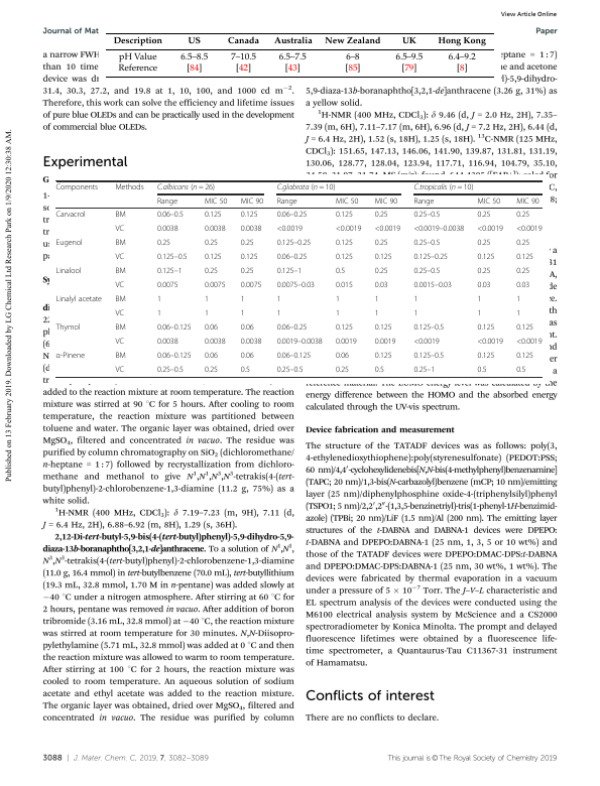 View Article Online
Journal of Mat
Paper
Description US Canada Australia New Zealand UK Hong Kong
pH Value 6.5–8.5 7–10.5 6.5–7.5 6–8 6.5–9.5 6.4–9.2
Reference [84] [42] [43] [85] [79] [8]
a narrow FWH
than 10 time
device was
31.4, 30.3, 27.2, and 19.8 at 1, 10, 100, and 1000 cd m⁻².
Therefore, this work can solve the efficiency and lifetime issues
of pure blue OLEDs and can be practically used in the development
of commercial blue OLEDs.
Experimental
Components Methods C.albicans (n = 26) C.glabrata (n = 10) C.tropicalis (n = 10)
Range MIC 50 MIC 90 Range MIC 50 MIC 90 Range MIC 50 MIC 90
Carvacrol BM 0.06–0.5 0.125 0.125 0.06–0.25 0.125 0.25 0.25–0.5 0.25 0.25
VC 0.0038 0.0038 0.0038 <0.0019 <0.0019 <0.0019 <0.0019–0.0038 <0.0019 <0.0019
Eugenol BM 0.25 0.25 0.25 0.125–0.25 0.125 0.25 0.25–0.5 0.25 0.25
VC 0.125–0.5 0.125 0.125 0.06–0.25 0.125 0.125 0.125–0.25 0.125 0.125
Linalool BM 0.125–1 0.25 0.25 0.125–1 0.5 0.25 0.25–0.5 0.25 0.25
VC 0.0075 0.0075 0.0075 0.0075–0.03 0.015 0.03 0.0015–0.03 0.03 0.03
Linalyl acetate BM 1 1 1 1 1 1 1 1 1
VC 1 1 1 1 1 1 1 1 1
Thymol BM 0.06–0.125 0.06 0.06 0.06–0.25 0.125 0.125 0.125–0.5 0.125 0.125
VC 0.0038 0.0038 0.0038 0.0019–0.0038 0.0019 0.0019 <0.0019 <0.0019 <0.0019
α-Pinene BM 0.06–0.125 0.06 0.06 0.06–0.125 0.06 0.125 0.125–0.5 0.125 0.125
VC 0.25–0.5 0.25 0.5 0.25–0.5 0.25 0.5 0.25–1 0.5 0.5
added to the reaction mixture at room temperature. The reaction
mixture was stirred at 90 °C for 5 hours. After cooling to room
temperature, the reaction mixture was partitioned between
toluene and water. The organic layer was obtained, dried over
MgSO₄, filtered and concentrated in vacuo. The residue was
purified by column chromatography on SiO₂ (dichloromethane/
n-heptane = 1:7) followed by recrystallization from dichloro-
methane and methanol to give N¹,N¹,N³,N³-tetrakis(4-(tert-
butyl)phenyl)-2-chlorobenzene-1,3-diamine (11.2 g, 75%) as a
white solid.
¹H-NMR (400 MHz, CDCl₃): δ 7.19–7.23 (m, 9H), 7.11 (d,
J = 6.4 Hz, 2H), 6.88–6.92 (m, 8H), 1.29 (s, 36H).
2,12-Di-tert-butyl-5,9-bis(4-(tert-butyl)phenyl)-5,9-dihydro-5,9-
diaza-13b-boranaphtho[3,2,1-de]anthracene. To a solution of N¹,N¹,
N³,N³-tetrakis(4-(tert-butyl)phenyl)-2-chlorobenzene-1,3-diamine
(11.0 g, 16.4 mmol) in tert-butylbenzene (70.0 mL), tert-butyllithium
(19.3 mL, 32.8 mmol, 1.70 M in n-pentane) was added slowly at
−40 °C under a nitrogen atmosphere. After stirring at 60 °C for
2 hours, pentane was removed in vacuo. After addition of boron
tribromide (3.16 mL, 32.8 mmol) at −40 °C, the reaction mixture
was stirred at room temperature for 30 minutes. N,N-Diisopro-
pylethylamine (5.71 mL, 32.8 mmol) was added at 0 °C and then
the reaction mixture was allowed to warm to room temperature.
After stirring at 100 °C for 2 hours, the reaction mixture was
cooled to room temperature. An aqueous solution of sodium
acetate and ethyl acetate was added to the reaction mixture.
The organic layer was obtained, dried over MgSO₄, filtered and
concentrated in vacuo. The residue was purified by column
eptane = 1:7)
e and acetone
f)-5,9-dihydro-
5,9-diaza-13b-boranaphtho[3,2,1-de]anthracene (3.26 g, 31%) as
a yellow solid.
¹H-NMR (400 MHz, CDCl₃): δ 9.46 (d, J = 2.0 Hz, 2H), 7.35–
7.39 (m, 6H), 7.11–7.17 (m, 6H), 6.96 (d, J = 7.2 Hz, 2H), 6.44 (d,
J = 6.4 Hz, 2H), 1.52 (s, 18H), 1.25 (s, 18H). ¹³C-NMR (125 MHz,
CDCl₃): 151.65, 147.13, 146.06, 141.90, 139.87, 131.81, 131.19,
130.06, 128.77, 128.04, 123.94, 117.71, 116.94, 104.79, 35.10,
energy difference between the HOMO and the absorbed energy
calculated through the UV-vis spectrum.
Device fabrication and measurement
The structure of the TATADF devices was as follows: poly(3,
4-ethylenedioxythiophene):poly(styrenesulfonate) (PEDOT:PSS;
60 nm)/4,4′-cyclohexylidenebis[N,N-bis(4-methylphenyl)benzenamine]
(TAPC; 20 nm)/1,3-bis(N-carbazolyl)benzene (mCP; 10 nm)/emitting
layer (25 nm)/diphenylphosphine oxide-4-(triphenylsilyl)phenyl
(TSPO1; 5 nm)/2,2′,2″-(1,3,5-benzinetriyl)-tris(1-phenyl-1H-benzimid-
azole) (TPBi; 20 nm)/LiF (1.5 nm)/Al (200 nm). The emitting layer
structures of the t-DABNA and DABNA-1 devices were DPEPO:
t-DABNA and DPEPO:DABNA-1 (25 nm, 1, 3, 5 or 10 wt%) and
those of the TATADF devices were DPEPO:DMAC-DPS:t-DABNA
and DPEPO:DMAC-DPS:DABNA-1 (25 nm, 30 wt%, 1 wt%). The
devices were fabricated by thermal evaporation in a vacuum
under a pressure of 5 × 10⁻⁷ Torr. The J–V–L characteristic and
EL spectrum analysis of the devices were conducted using the
M6100 electrical analysis system by McScience and a CS2000
spectroradiometer by Konica Minolta. The prompt and delayed
fluorescence lifetimes were obtained by a fluorescence life-
time spectrometer, a Quantaurus-Tau C11367-31 instrument
of Hamamatsu.
Conflicts of interest
There are no conflicts to declare.
Published on 13 February 2019. Downloaded by LG Chemical Ltd Research Park on 1/9/2020 12:30:38 AM.
3088 | J. Mater. Chem. C, 2019, 7, 3082–3089
This journal is © The Royal Society of Chemistry 2019